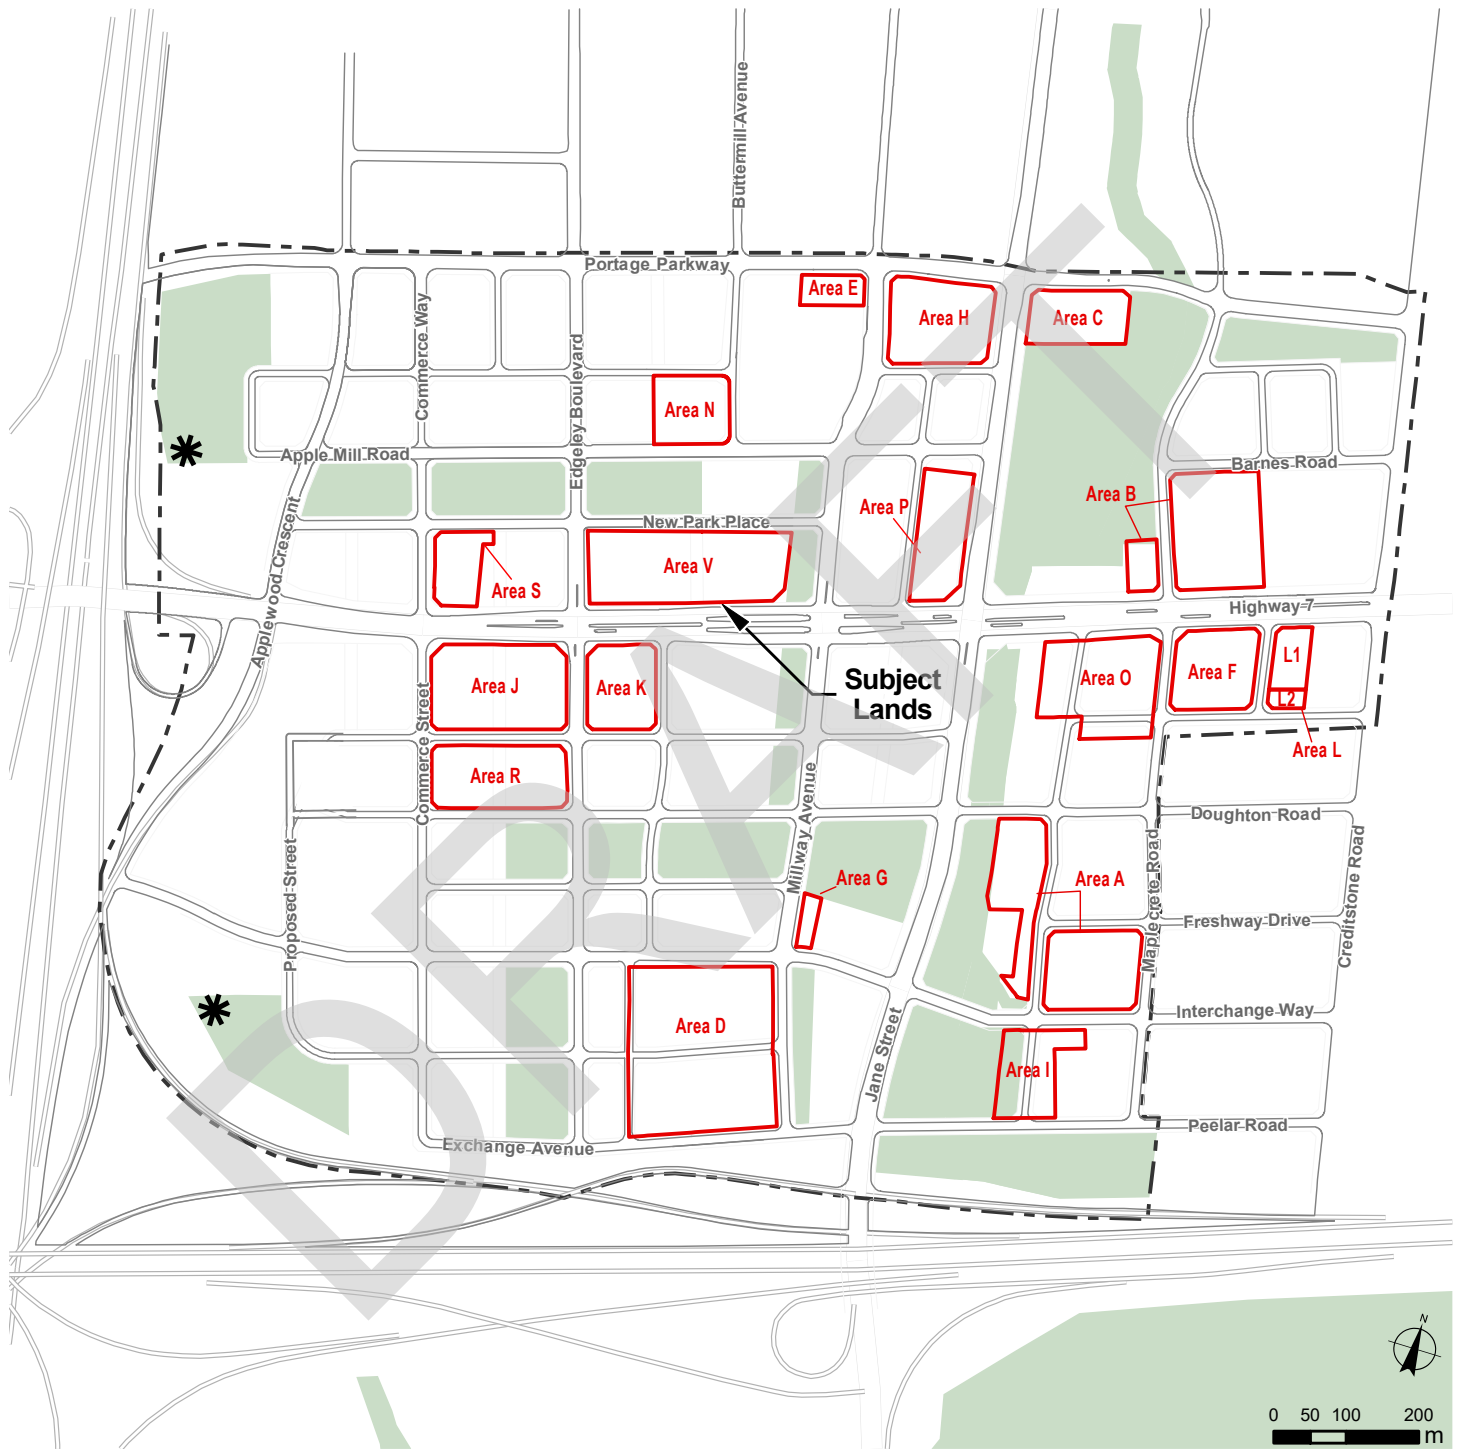 Buttermill Avenue
Portage Parkway
Area E
Area H
Area C
Commerce Way
Edgeley Boulevard
Area N
Apple Mill Road
Barnes Road
Area B
Area P
New Park Place
Area V
Area S
Applewood Crescent
Highway 7
Subject
Lands
Area J
Area K
Area O
Area F
L1
L2
Area L
Commerce Street
Area R
Millway Avenue
Doughton Road
Proposed Street
Area G
Area A
Maplecrete Road
Creditstone Road
Freshway Drive
Interchange Way
Area D
Jane Street
Area I
Peelar Road
Exchange Avenue
DRAFT
N
0 50 100 200
m